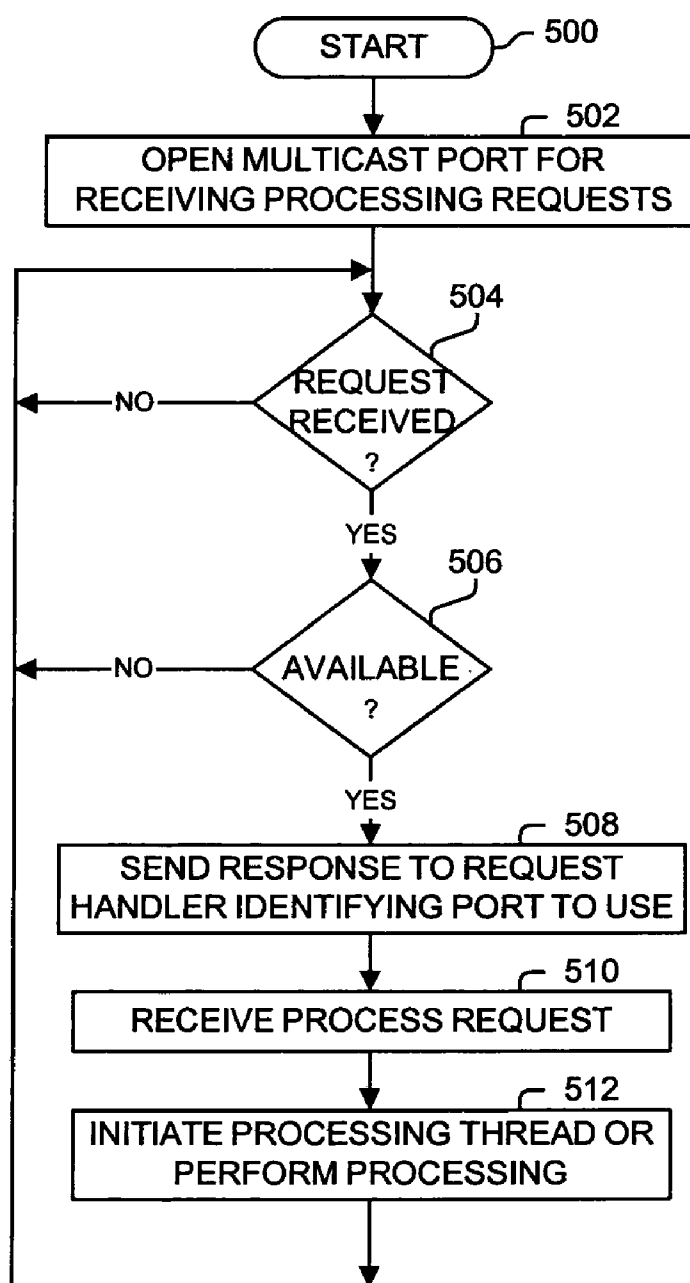 START
500
502
OPEN MULTICAST PORT FOR
RECEIVING PROCESSING REQUESTS
504
REQUEST
RECEIVED
?
NO
YES
506
AVAILABLE
?
NO
YES
508
SEND RESPONSE TO REQUEST
HANDLER IDENTIFYING PORT TO USE
510
RECEIVE PROCESS REQUEST
512
INITIATE PROCESSING THREAD OR
PERFORM PROCESSING